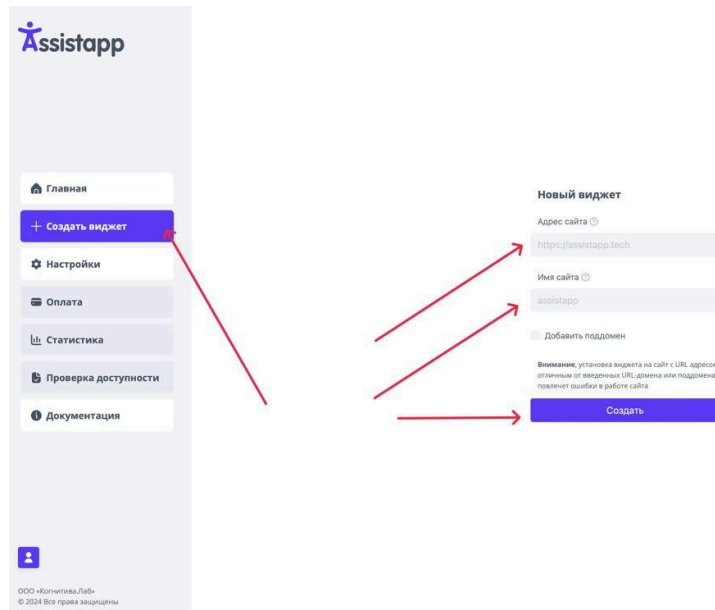 Assistapp
Главная
+ Создать виджет
Настройки
Оплата
Статистика
Проверка доступности
Документация
ООО «Когнитива.Лаб»
© 2024 Все права защищены
Новый виджет
Адрес сайта
https://assistapp.tech
Имя сайта
assistapp
Добавить поддомен
Внимание, установка виджета на сайт с URL адресом
отличным от введенных URL-домена или поддомена
повлечет ошибки в работе сайта
Создать